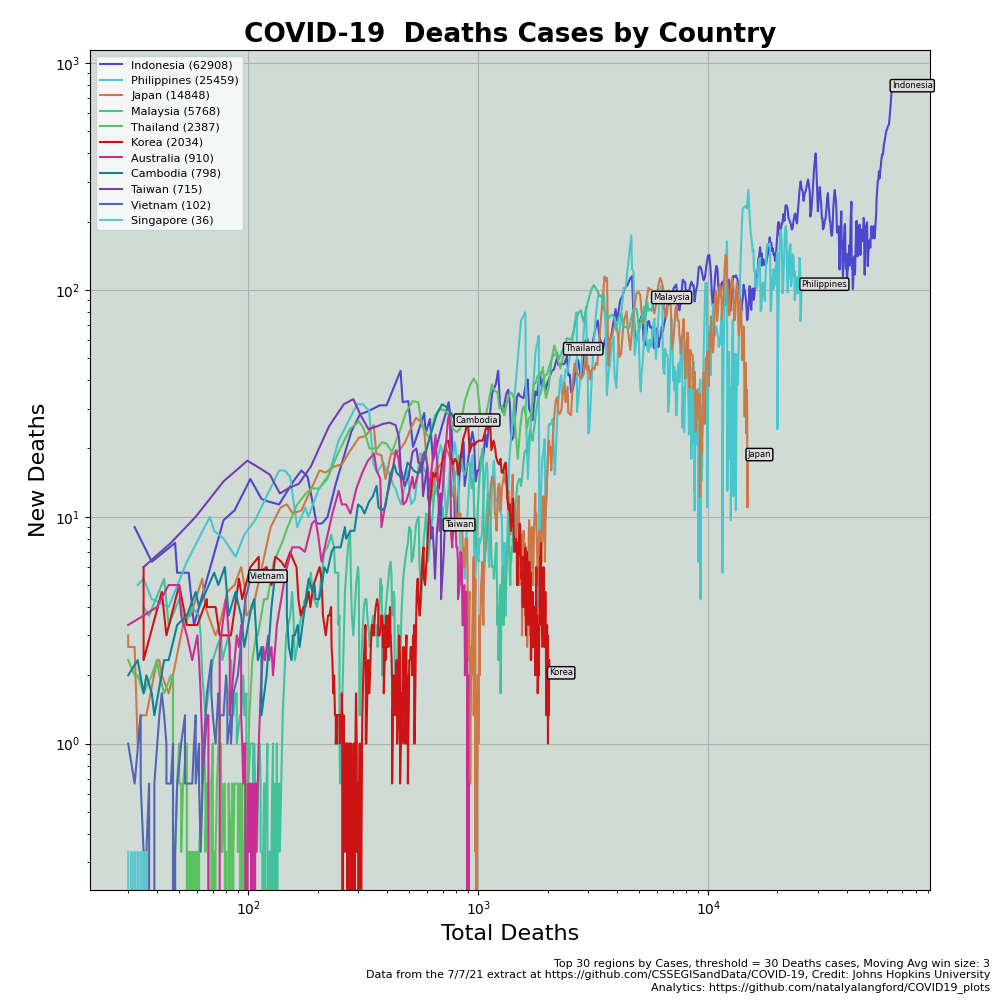 COVID-19  Deaths Cases by Country
New Deaths
10³
10²
10¹
10⁰
Indonesia (62908)
Philippines (25459)
Japan (14848)
Malaysia (5768)
Thailand (2387)
Korea (2034)
Australia (910)
Cambodia (798)
Taiwan (715)
Vietnam (102)
Singapore (36)
Indonesia
Philippines
Malaysia
Thailand
Cambodia
Japan
Taiwan
Vietnam
Korea
10² 10³ 10⁴
Total Deaths
Top 30 regions by Cases, threshold = 30 Deaths cases, Moving Avg win size: 3
Data from the 7/7/21 extract at https://github.com/CSSEGISandData/COVID-19, Credit: Johns Hopkins University
Analytics: https://github.com/natalyalangford/COVID19_plots